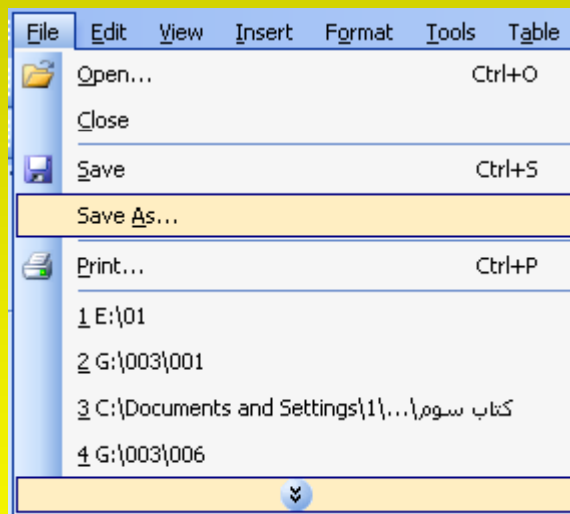 File Edit View Insert Format Tools Table
Open... Ctrl+O
Close
Save Ctrl+S
Save As...
Print... Ctrl+P
1 E:\01
2 G:\003\001
3 C:\Documents and Settings\1\...\کتاب سوم
4 G:\003\006